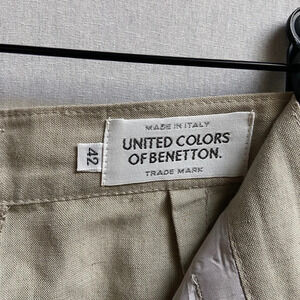 MADE IN ITALY
UNITED COLORS
OF BENETTON.
TRADE MARK
42